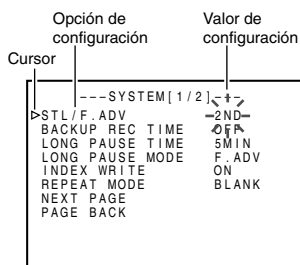 Opción de configuración
Valor de configuración
Cursor
---SYSTEM[1/2]---
STL/F.ADV 2ND
BACKUP REC TIME OFF
LONG PAUSE TIME 5MIN
LONG PAUSE MODE F.ADV
INDEX WRITE ON
REPEAT MODE BLANK
NEXT PAGE
PAGE BACK